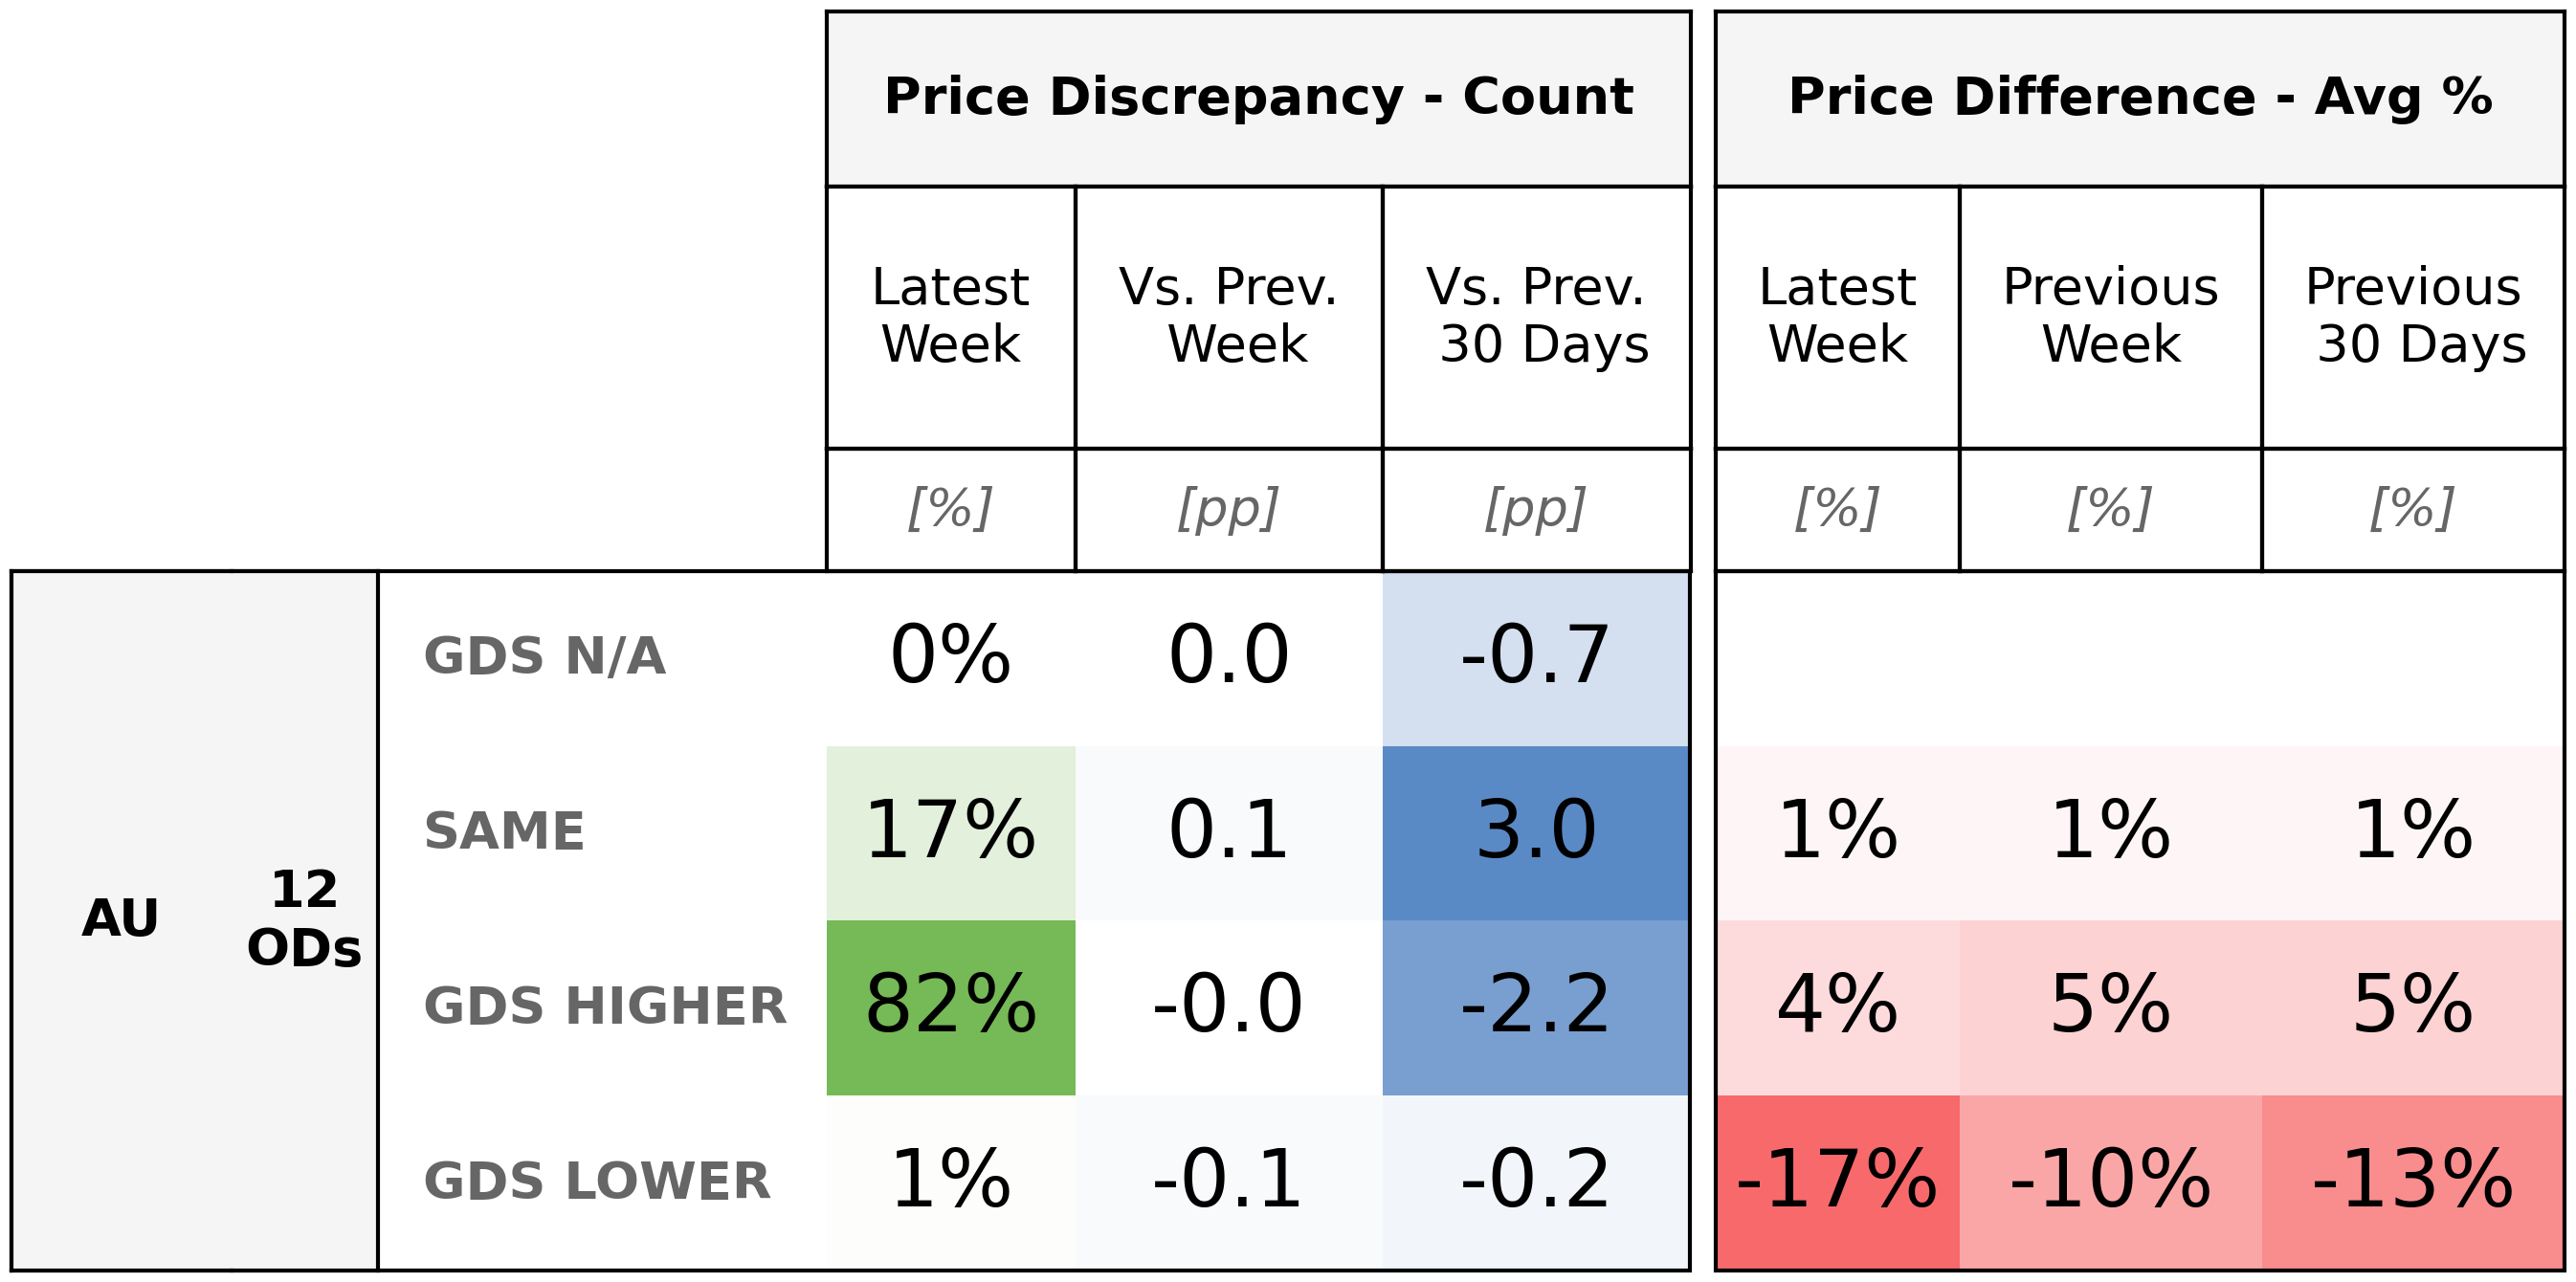 Price Discrepancy - Count Price Difference - Avg %
Latest Week Vs. Prev. Week Vs. Prev. 30 Days Latest Week Previous Week Previous 30 Days
[%] [pp] [pp] [%] [%] [%]
AU 12 ODs
GDS N/A 0% 0.0 -0.7
SAME 17% 0.1 3.0 1% 1% 1%
GDS HIGHER 82% -0.0 -2.2 4% 5% 5%
GDS LOWER 1% -0.1 -0.2 -17% -10% -13%